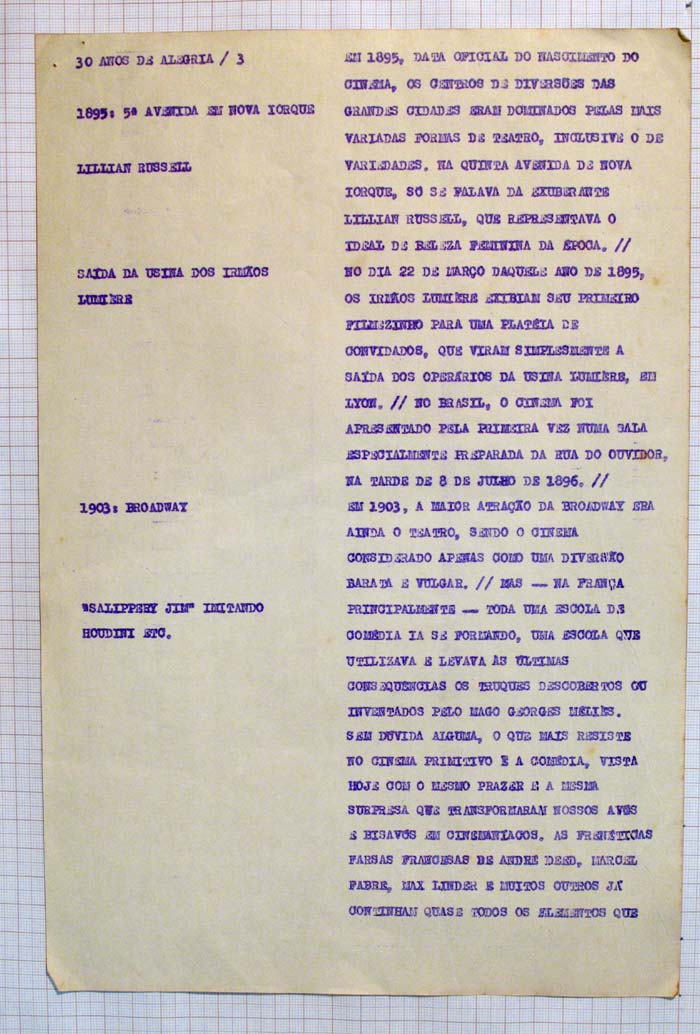 30 ANOS DE ALEGRIA / 3
1895: 5ª AVENIDA EM NOVA IORQUE
LILLIAN RUSSELL
SAÍDA DA USINA DOS IRMÃOS
LUMIÈRE
1903: BROADWAY
"SALIPPERY JIM" IMITANDO
HOUDINI ETC.
EM 1895, DATA OFICIAL DO NASCIMENTO DO
CINEMA, OS CENTROS DE DIVERSÕES DAS
GRANDES CIDADES ERAM DOMINADOS PELAS MAIS
VARIADAS FORMAS DE TEATRO, INCLUSIVE O DE
VARIEDADES. NA QUINTA AVENIDA DE NOVA
IORQUE, SÓ SE FALAVA DA EXUBERANTE
LILLIAN RUSSELL, QUE REPRESENTAVA O
IDEAL DE BELEZA FEMININA DA ÉPOCA. //
NO DIA 22 DE MARÇO DAQUELE ANO DE 1895,
OS IRMÃOS LUMIÈRE EXIBIAM SEU PRIMEIRO
FILMEZINHO PARA UMA PLATÉIA DE
CONVIDADOS, QUE VIRAM SIMPLESMENTE A
SAÍDA DOS OPERÁRIOS DA USINA LUMIÈRE, EM
LYON. // NO BRASIL, O CINEMA FOI
APRESENTADO PELA PRIMEIRA VEZ NUMA SALA
ESPECIALMENTE PREPARADA DA RUA DO OUVIDOR,
NA TARDE DE 8 DE JULHO DE 1896. //
EM 1903, A MAIOR ATRAÇÃO DA BROADWAY ERA
AINDA O TEATRO, SENDO O CINEMA
CONSIDERADO APENAS COMO UMA DIVERSÃO
BARATA E VULGAR. // MAS — NA FRANÇA
PRINCIPALMENTE — TODA UMA ESCOLA DE
COMÉDIA IA SE FORMANDO, UMA ESCOLA QUE
UTILIZAVA E LEVAVA ÀS ÚLTIMAS
CONSEQUÊNCIAS OS TRUQUES DESCOBERTOS OU
INVENTADOS PELO MAGO GEORGES MÉLIÈS.
SEM DÚVIDA ALGUMA, O QUE MAIS RESISTE
NO CINEMA PRIMITIVO É A COMÉDIA, VISTA
HOJE COM O MESMO PRAZER E A MESMA
SURPRESA QUE TRANSFORMARAM NOSSOS AVÓS
E BISAVÓS EM CINEMANÍACOS. AS FRENÉTICAS
FARSAS FRANCESAS DE ANDRÉ DEED, MARCEL
FABRE, MAX LINDER E MUITOS OUTROS JÁ
CONTINHAM QUASE TODOS OS ELEMENTOS QUE